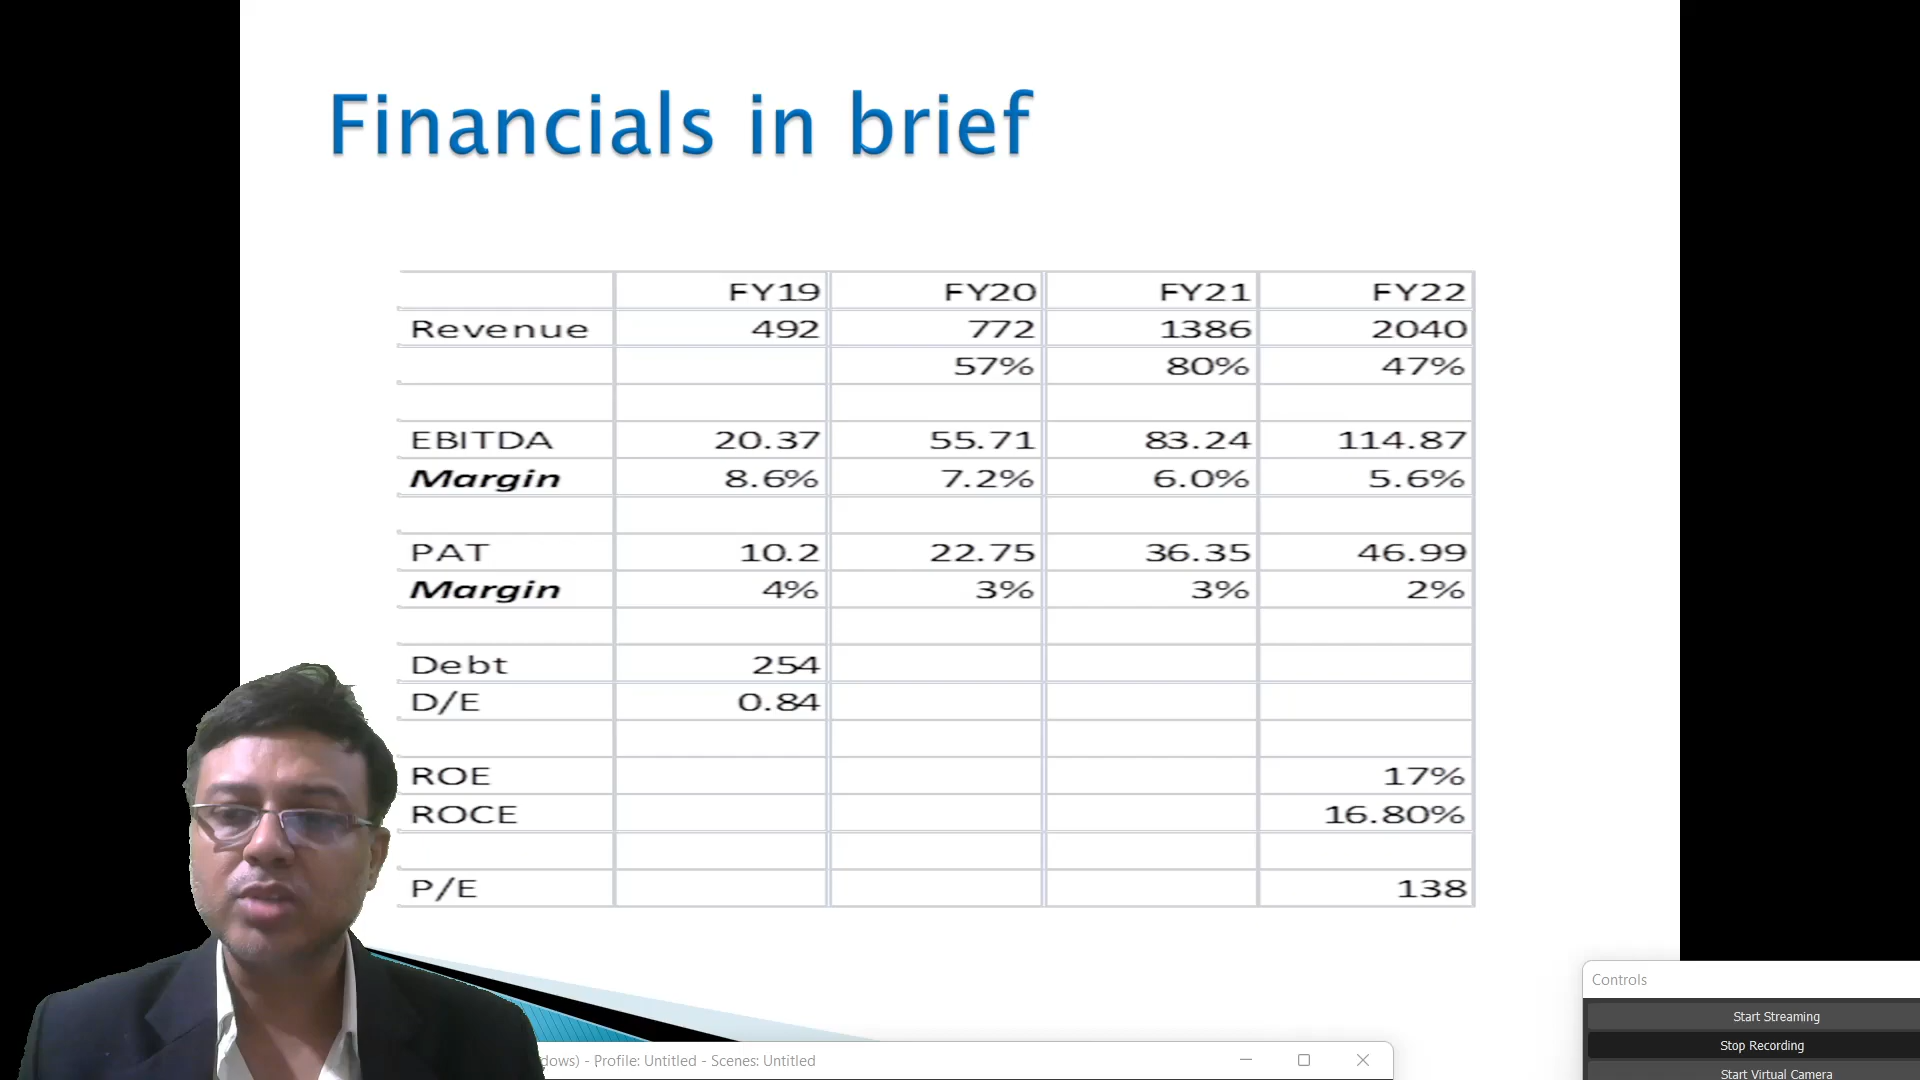 Financials in brief
FY19 FY20 FY21 FY22
Revenue 492 772 1386 2040
57% 80% 47%
EBITDA 20.37 55.71 83.24 114.87
Margin 8.6% 7.2% 6.0% 5.6%
PAT 10.2 22.75 36.35 46.99
Margin 4% 3% 3% 2%
Debt 254
D/E 0.84
ROE 17%
ROCE 16.80%
P/E 138
Controls
Start Streaming
Stop Recording
Start Virtual Camera
dows) - Profile: Untitled - Scenes: Untitled